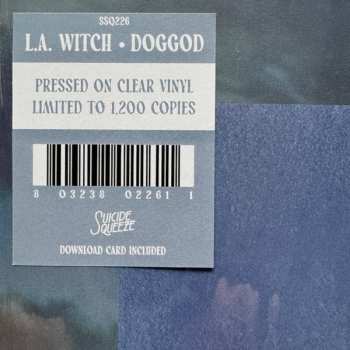 SSQ226
L.A. WITCH • DOGGOD
PRESSED ON CLEAR VINYL
LIMITED TO 1,200 COPIES
8 03238 02261 1
SUICIDE
SQUEEZE
DOWNLOAD CARD INCLUDED